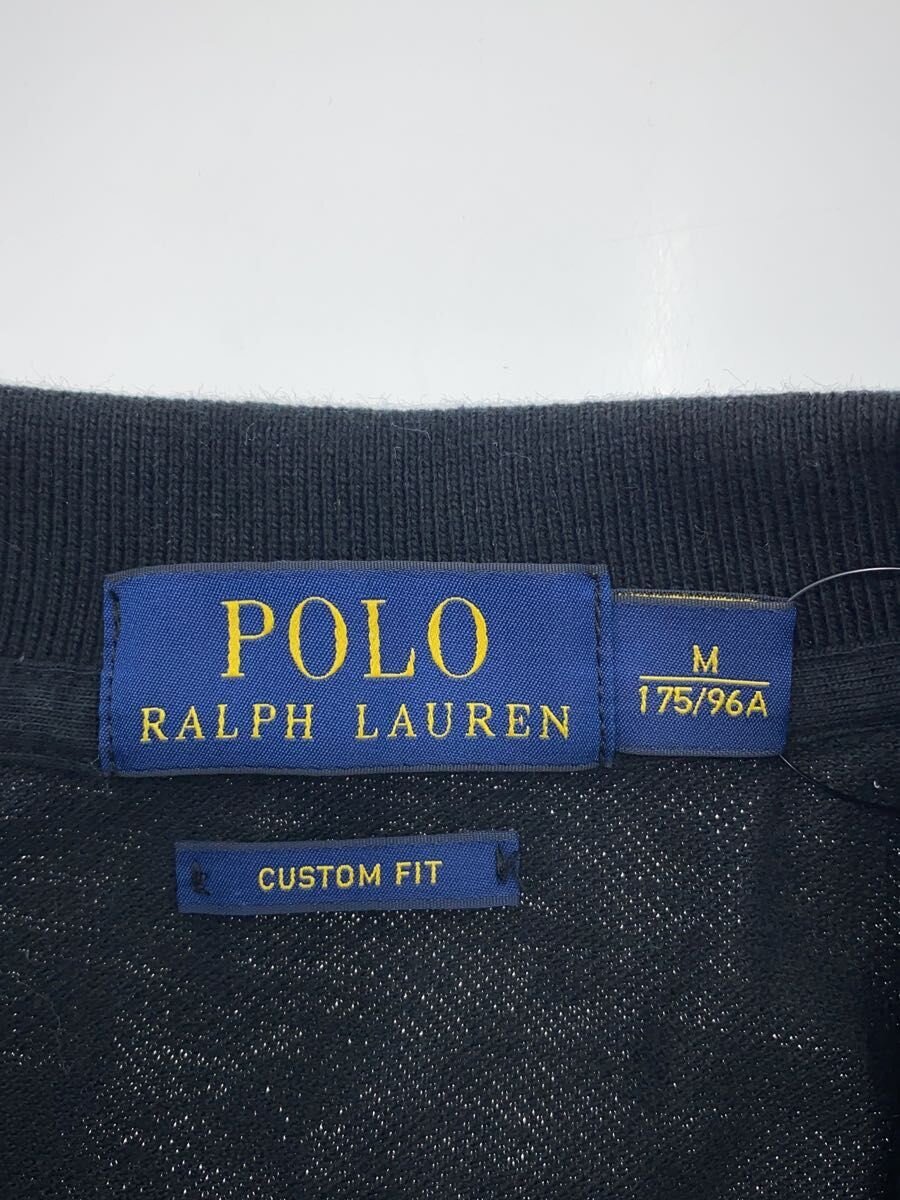 POLO
RALPH LAUREN
M
175/96A
CUSTOM FIT